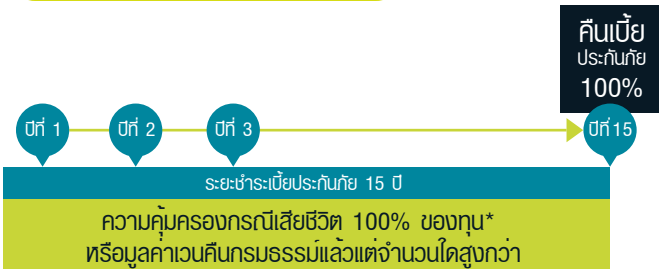 คืนเบี้ย
ประกันภัย
100%
ปีที่ 1
ปีที่ 2
ปีที่ 3
ปีที่ 15
ระยะชำระเบี้ยประกันภัย 15 ปี
ความคุ้มครองกรณีเสียชีวิต 100% ของทุน*
หรือมูลค่าเวนคืนกรมธรรม์แล้วแต่จำนวนใดสูงกว่า